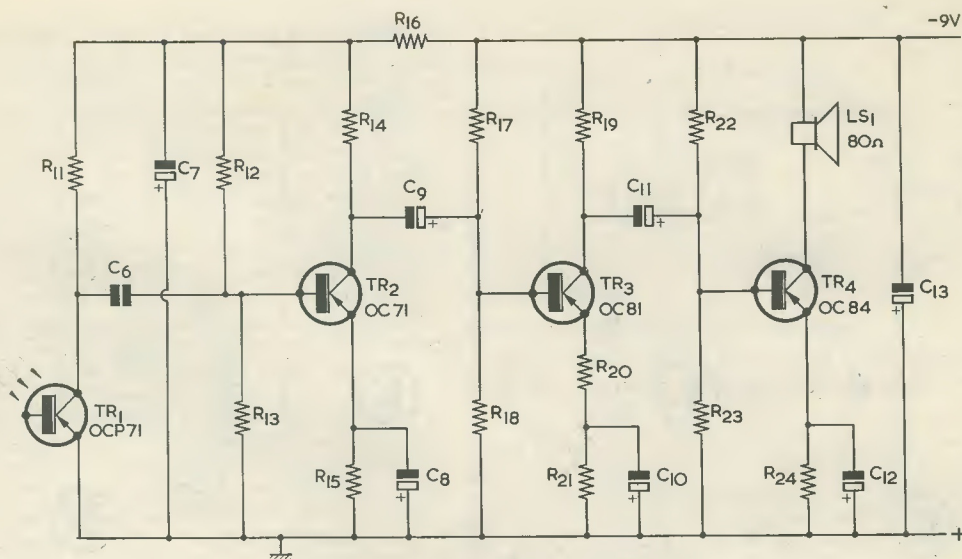 R16
-9V
R11
C7
R12
R14
R17
R19
R22
LS1
80Ω
C9
C11
C6
TR2
OC71
TR3
OC81
TR4
OC84
C13
TR1
OCP71
R13
R20
R18
R23
R15
C8
R21
C10
R24
C12
+
+
+
+
+
+
+
+